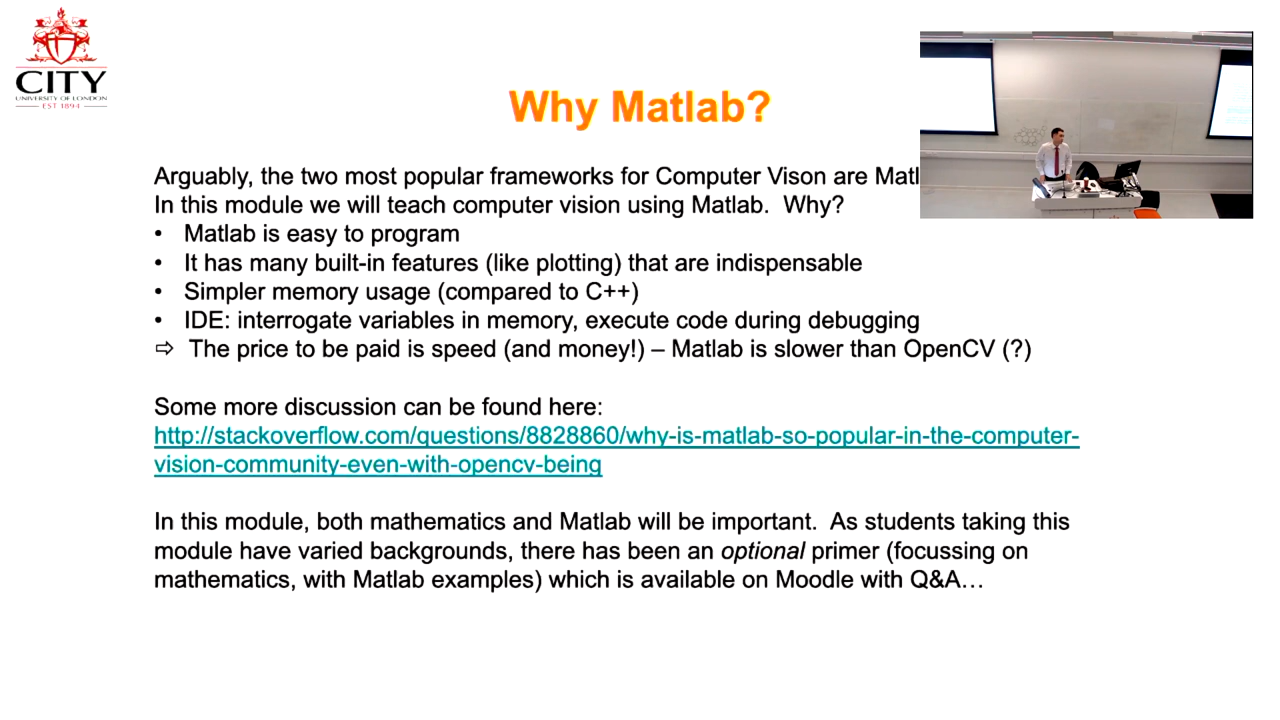 CITY
UNIVERSITY OF LONDON
EST 1894
Why Matlab?
Arguably, the two most popular frameworks for Computer Vison are Matl
In this module we will teach computer vision using Matlab. Why?
• Matlab is easy to program
• It has many built-in features (like plotting) that are indispensable
• Simpler memory usage (compared to C++)
• IDE: interrogate variables in memory, execute code during debugging
⇨ The price to be paid is speed (and money!) – Matlab is slower than OpenCV (?)
Some more discussion can be found here:
http://stackoverflow.com/questions/8828860/why-is-matlab-so-popular-in-the-computer-
vision-community-even-with-opencv-being
In this module, both mathematics and Matlab will be important. As students taking this
module have varied backgrounds, there has been an optional primer (focussing on
mathematics, with Matlab examples) which is available on Moodle with Q&A…